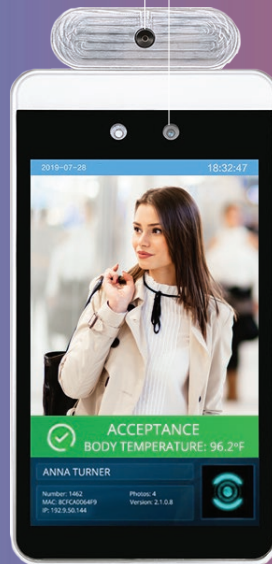 2019-07-28 18:32:47
ACCEPTANCE
BODY TEMPERATURE: 96.2°F
ANNA TURNER
Number: 1462 Photos: 4
MAC: 8CFCA0064F9 Version: 2.1.0.8
IP: 192.9.50.144